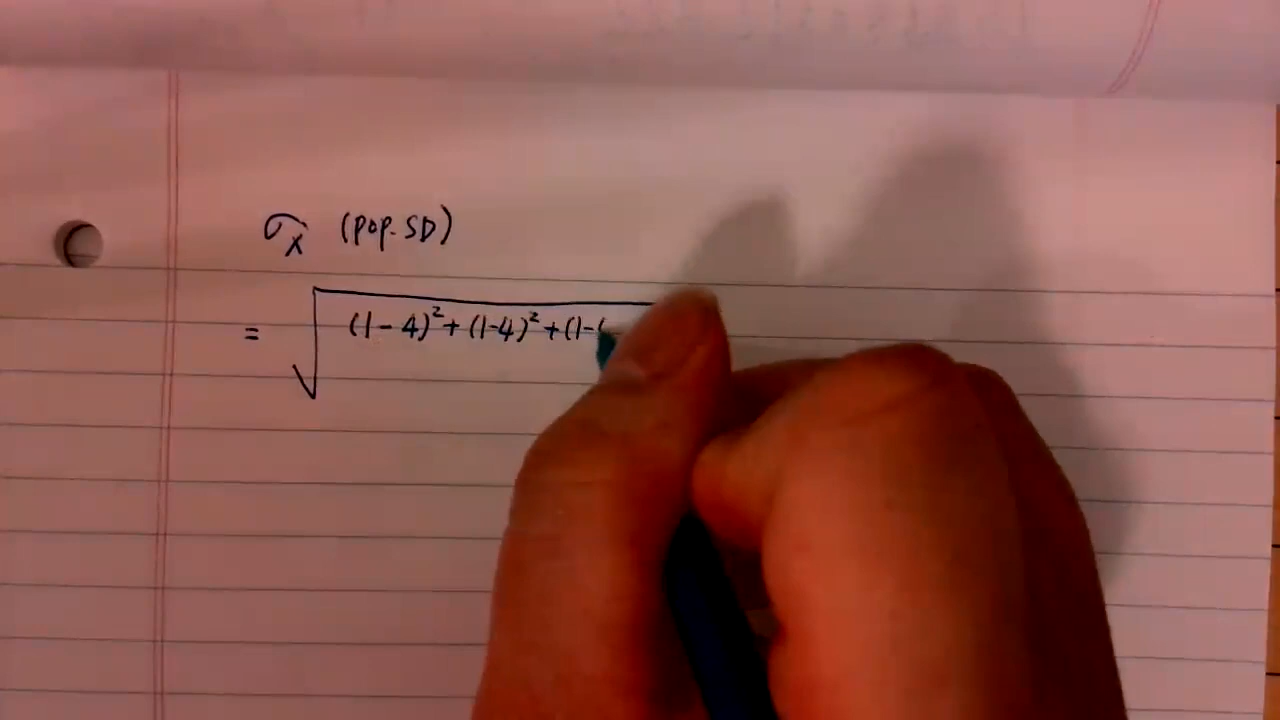 σx (pop. SD)
= √(1-4)² + (1-4)² + (1-